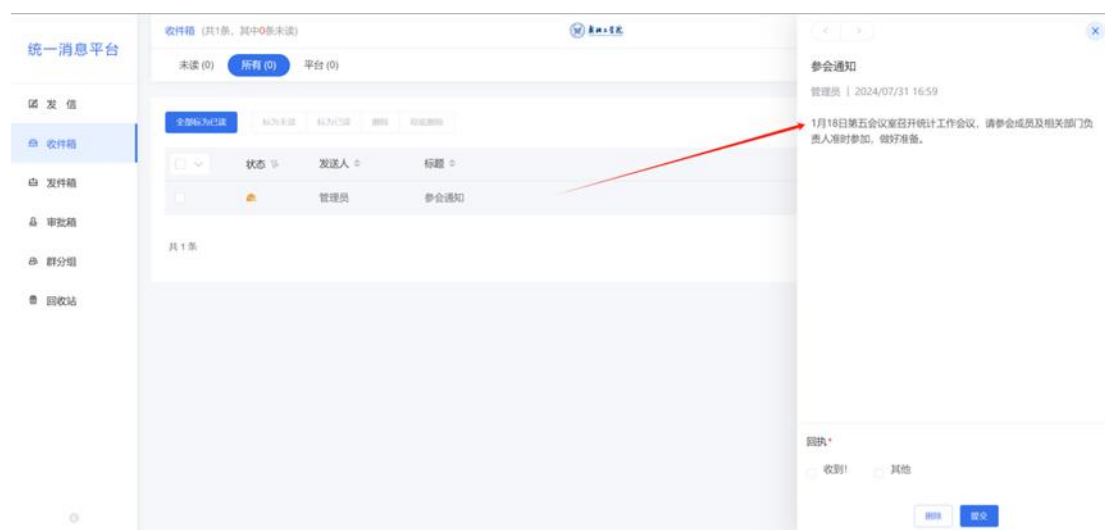 统一消息平台
发 信
收件箱
发件箱
审批箱
群分组
回收站
收件箱 (共1条, 其中0条未读)
未读 (0) 所有 (0) 平台 (0)
全部标为已读 标为未读 标为已读 删除 彻底删除
状态 发送人 标题
管理员 参会通知
共 1 条
参会通知
管理员 | 2024/07/31 16:59
1月18日第五会议室召开统计工作会议, 请参会成员及相关部门负
责人准时参加, 做好准备。
回执*
收到! 其他
删除 提交